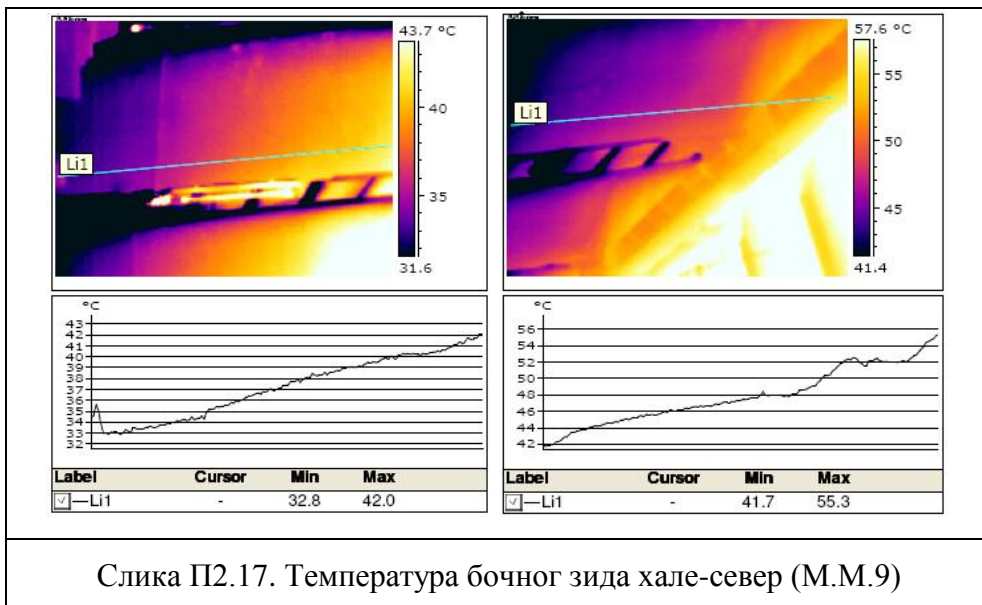 43.7 °C
40
35
31.6
Li1
57.6 °C
55
50
45
41.4
Li1
°C
43
42
41
40
39
38
37
36
35
34
33
32
Label Cursor Min Max
Li1 - 32.8 42.0
°C
56
54
52
50
48
46
44
42
Label Cursor Min Max
Li1 - 41.7 55.3
Слика П2.17. Температура бочног зида хале-север (М.М.9)